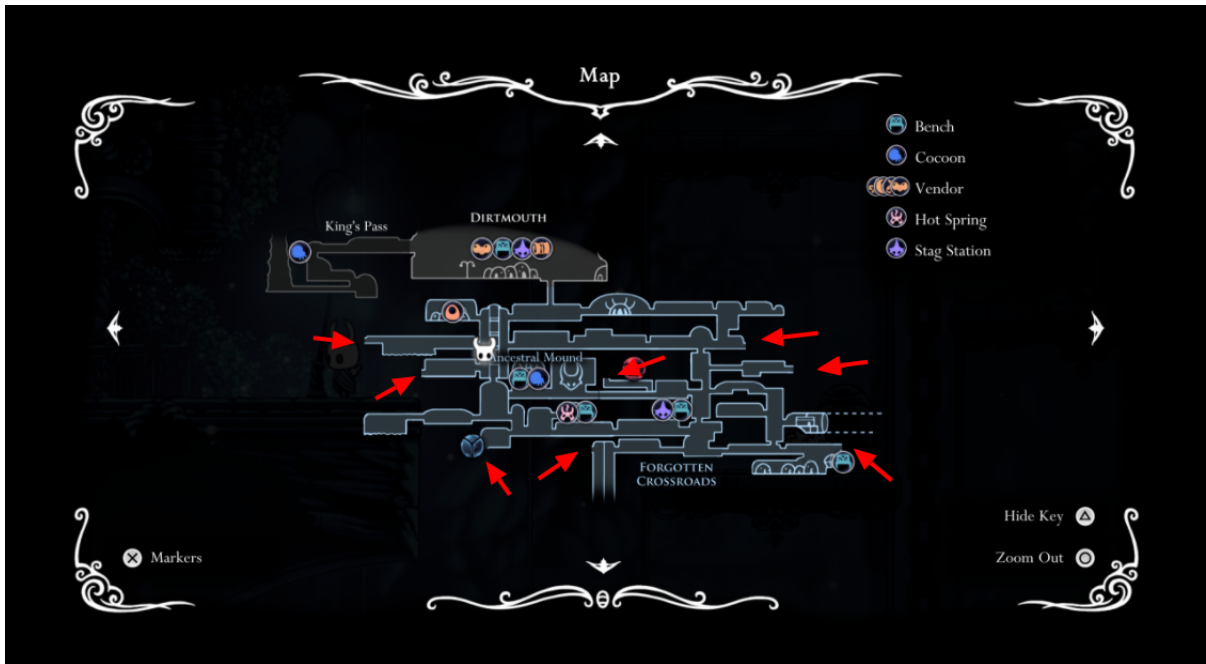 Map
Bench
Cocoon
Vendor
Hot Spring
Stag Station
King's Pass
DIRTMOUTH
Ancestral Mound
FORGOTTEN
CROSSROADS
Hide Key
Markers
Zoom Out